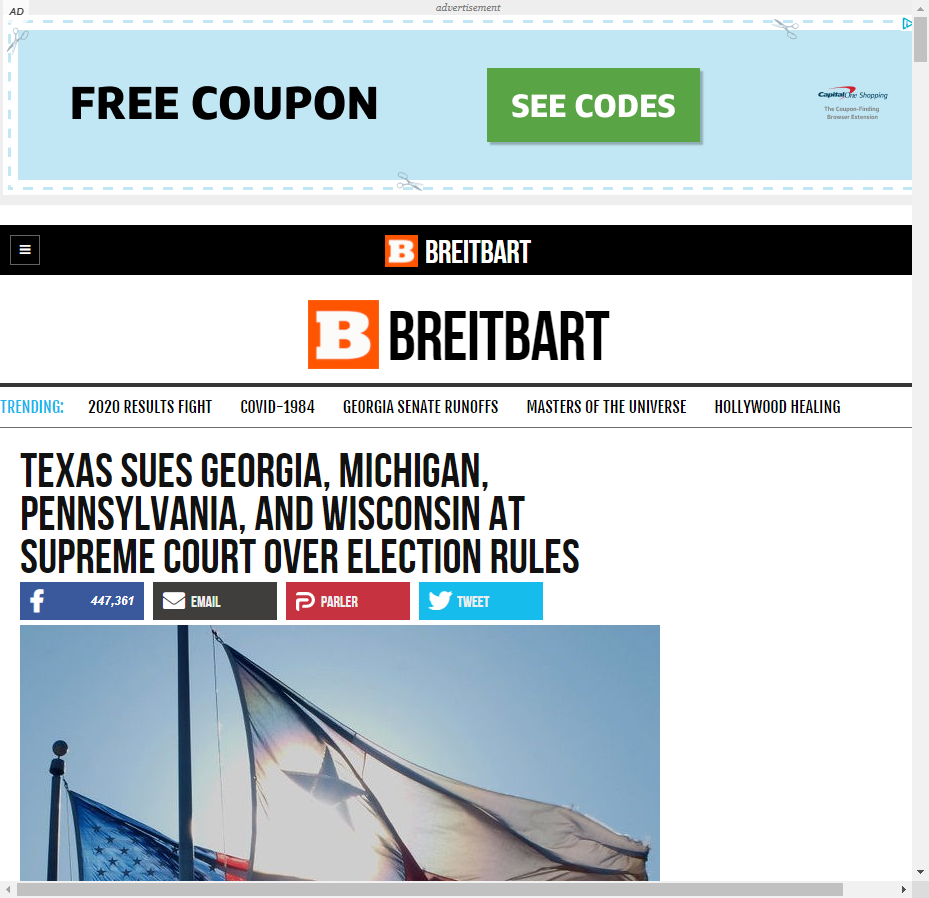 AD
advertisement
FREE COUPON
SEE CODES
CapitalOne Shopping
The Coupon-Finding
Browser Extension
B BREITBART
B BREITBART
TRENDING: 2020 RESULTS FIGHT COVID-1984 GEORGIA SENATE RUNOFFS MASTERS OF THE UNIVERSE HOLLYWOOD HEALING
TEXAS SUES GEORGIA, MICHIGAN,
PENNSYLVANIA, AND WISCONSIN AT
SUPREME COURT OVER ELECTION RULES
447,361 EMAIL PARLER TWEET